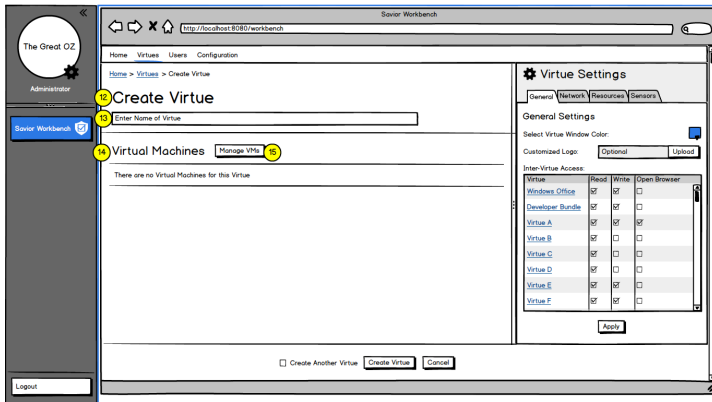 Savior Workbench
http://localhost:8080/workbench
The Great OZ
Administrator
Savior Workbench
Logout
Home Virtues Users Configuration
Home > Virtues > Create Virtue
12 Create Virtue
13 Enter Name of Virtue
14 Virtual Machines Manage VMs 15
There are no Virtual Machines for this Virtue
Create Another Virtue Create Virtue Cancel
Virtue Settings
General Network Resources Sensors
General Settings
Select Virtue Window Color:
Customized Logo: Optional Upload
Inter-Virtue Access:
Virtue Read Write Open Browser
Windows Office
Developer Bundle
Virtue A
Virtue B
Virtue C
Virtue D
Virtue E
Virtue F
Apply